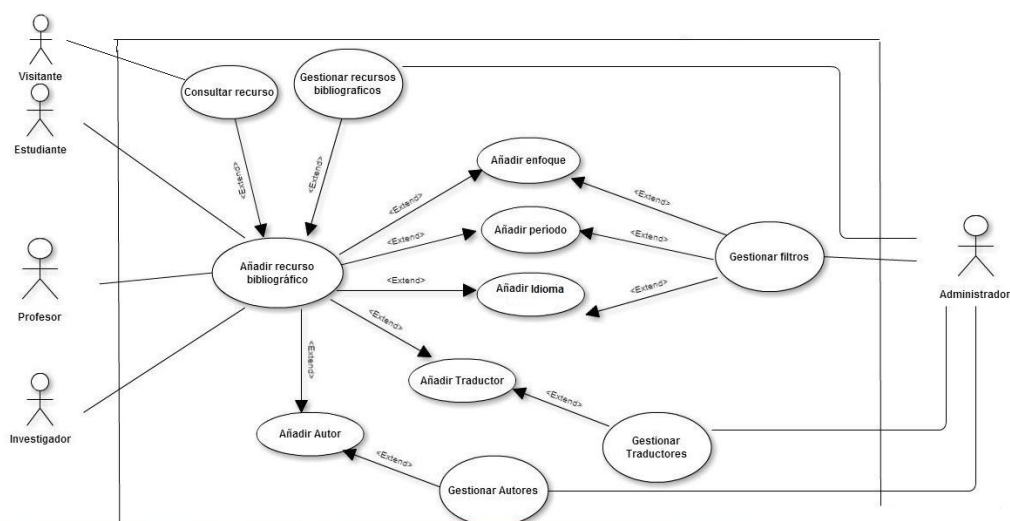 Visitante
Estudiante
Profesor
Investigador
Consultar recurso
Gestionar recursos
bibliograficos
<Extend>
<Extend>
Añadir enfoque
<Extend>
<Extend>
Añadir periodo
<Extend>
<Extend>
Añadir recurso
bibliográfico
Gestionar filtros
Añadir Idioma
<Extend>
<Extend>
Administrador
<Extend>
<Extend>
Añadir Traductor
<Extend>
Añadir Autor
Gestionar
Traductores
<Extend>
Gestionar Autores